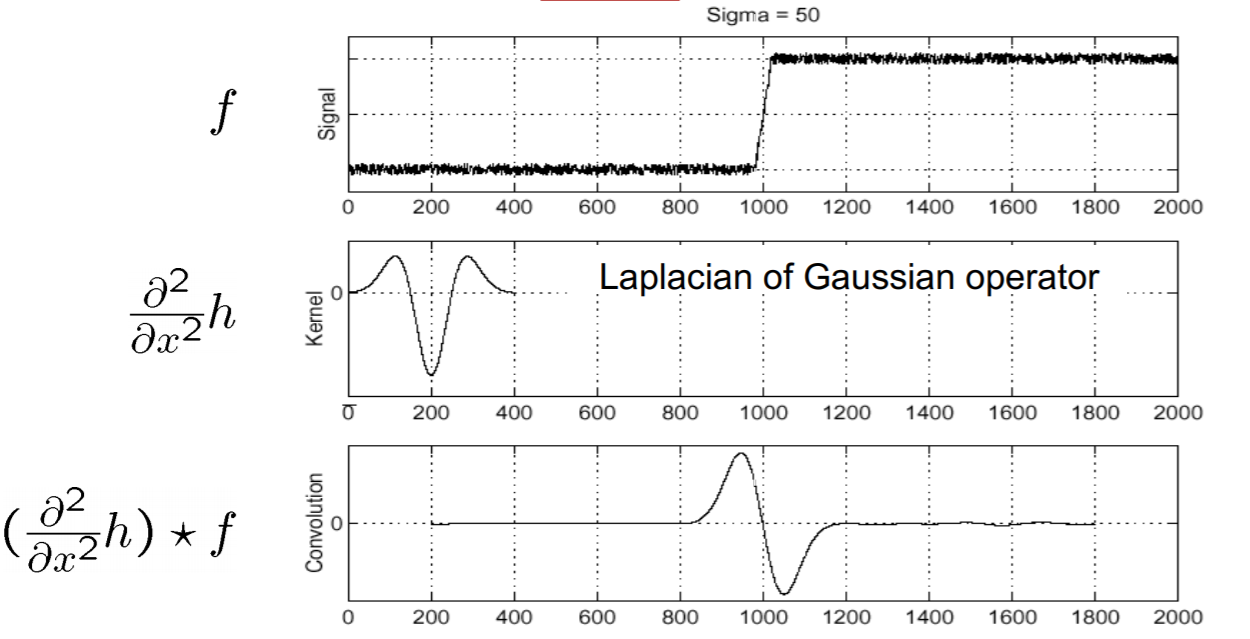 Sigma = 50
f
Signal
0 200 400 600 800 1000 1200 1400 1600 1800 2000
∂²/∂x² h
Kernel
0
Laplacian of Gaussian operator
0 200 400 600 800 1000 1200 1400 1600 1800 2000
(∂²/∂x² h) ⋆ f
Convolution
0
0 200 400 600 800 1000 1200 1400 1600 1800 2000